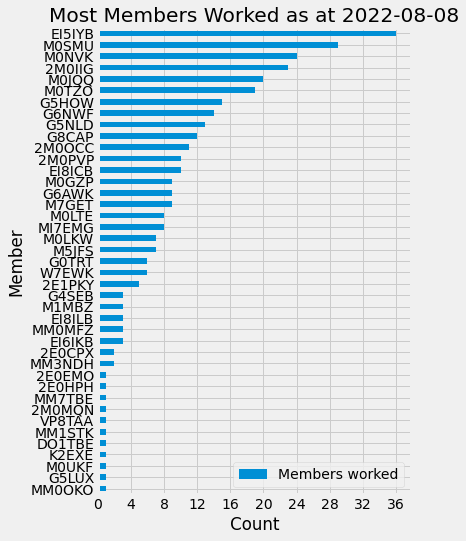 Most Members Worked as at 2022-08-08
EI5IYB
M0SMU
M0NVK
2M0IIG
M0JQQ
M0TZO
G5HOW
G6NWF
G5NLD
G8CAP
2M0OCC
2M0PVP
EI8ICB
M0GZP
G6AWK
M7GET
M0LTE
MI7EMG
M0LKW
M5JFS
G0TRT
W7EWK
2E1PKY
G4SEB
M1MBZ
EI8ILB
MM0MFZ
EI6IKB
2E0CPX
MM3NDH
2E0EMO
2E0HPH
MM7TBE
2M0MQN
VP8TAA
MM1STK
DO1TBE
K2EXE
M0UKF
G5LUX
MM0OKO
Member
0 4 8 12 16 20 24 28 32 36
Count
Members worked